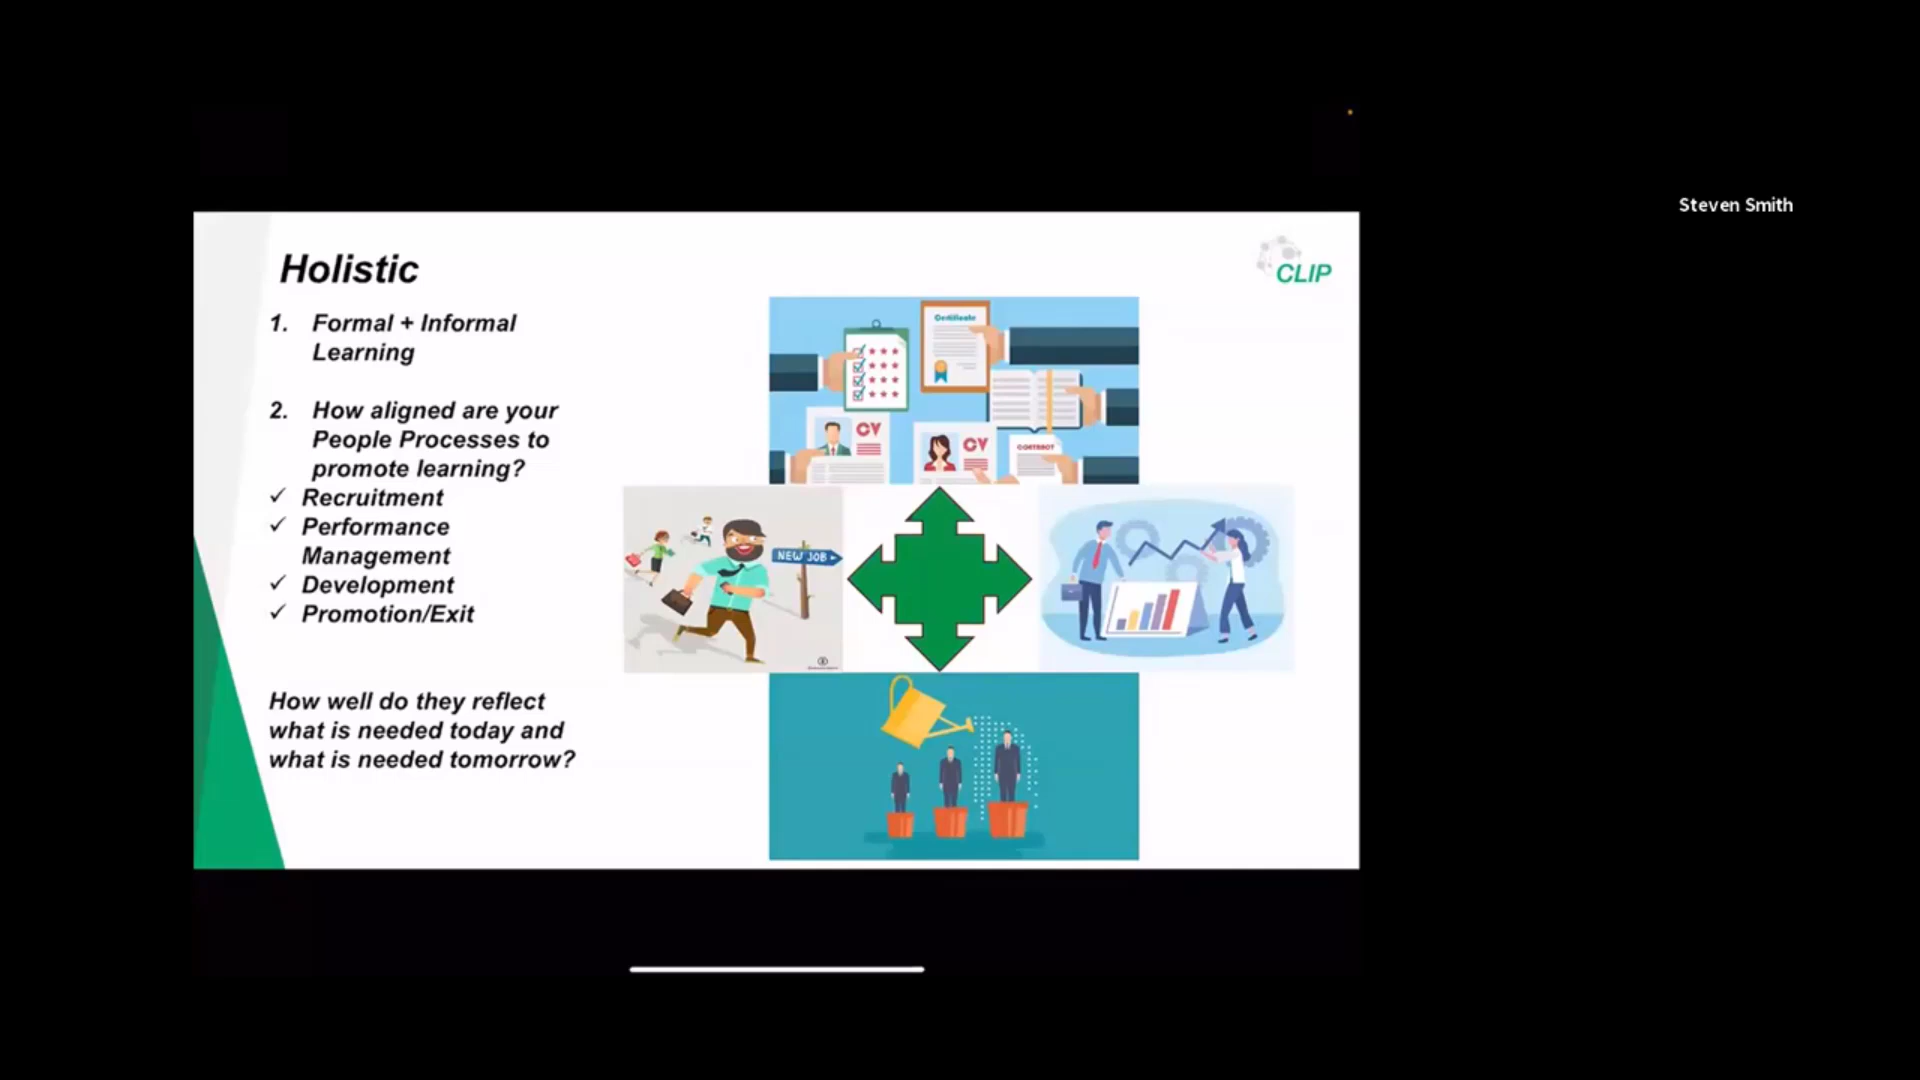 Steven Smith
Holistic
CLIP
1. Formal + Informal
Learning
2. How aligned are your
People Processes to
promote learning?
✓ Recruitment
✓ Performance
Management
✓ Development
✓ Promotion/Exit
How well do they reflect
what is needed today and
what is needed tomorrow?
Certificate
CV
CV
CONTRACT
NEW JOB